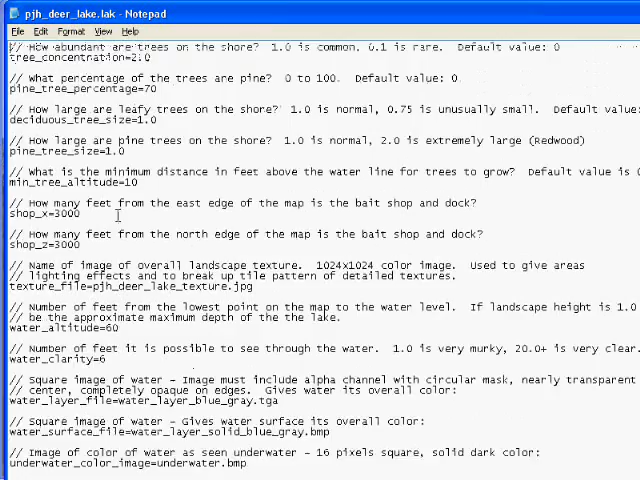 pjh_deer_lake.lak - Notepad
File Edit Format View Help
// How abundant are trees on the shore? 1.0 is common, 0.1 is rare. Default value: 0
tree_concentration=2.0
// What percentage of the trees are pine? 0 to 100. Default value: 0
pine_tree_percentage=70
// How large are leafy trees on the shore? 1.0 is normal, 0.75 is unusually small. Default value:
deciduous_tree_size=1.0
// How large are pine trees on the shore? 1.0 is normal, 2.0 is extremely large (Redwood)
pine_tree_size=1.0
// What is the minimum distance in feet above the water line for trees to grow? Default value is 0
min_tree_altitude=10
// How many feet from the east edge of the map is the bait shop and dock?
shop_x=3000
// How many feet from the north edge of the map is the bait shop and dock?
shop_z=3000
// Name of image of overall landscape texture. 1024x1024 color image. Used to give areas
// lighting effects and to break up tile pattern of detailed textures.
texture_file=pjh_deer_lake_texture.jpg
// Number of feet from the lowest point on the map to the water level. If landscape height is 1.0
// be the approximate maximum depth of the the lake.
water_altitude=60
// Number of feet it is possible to see through the water. 1.0 is very murky, 20.0+ is very clear.
water_clarity=6
// Square image of water - Image must include alpha channel with circular mask, nearly transparent
// center, completely opaque on edges. Gives water its overall color:
water_layer_file=water_layer_blue_gray.tga
// Square image of water - Gives water surface its overall color:
water_surface_file=water_layer_solid_blue_gray.bmp
// Image of color of water as seen underwater - 16 pixels square, solid dark color:
underwater_color_image=underwater.bmp